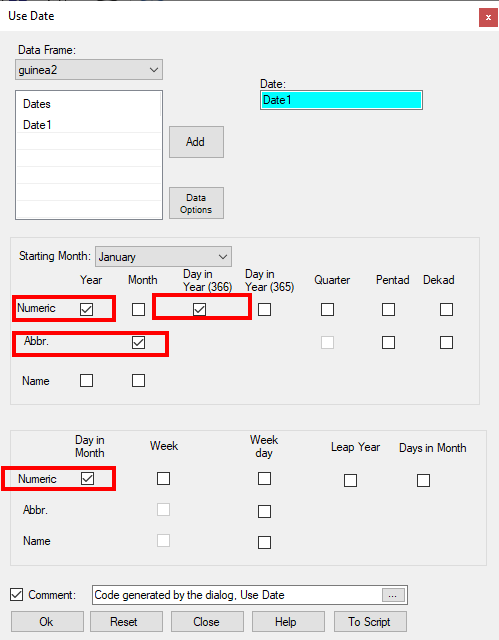 Use Date
x
Data Frame:
guinea2
Date:
Date1
Dates
Date1
Add
Data
Options
Starting Month: January
Year Month Day in Year (366) Day in Year (365) Quarter Pentad Dekad
Numeric
Abbr.
Name
Day in Month Week Week day Leap Year Days in Month
Numeric
Abbr.
Name
Comment: Code generated by the dialog, Use Date ...
Ok Reset Close Help To Script